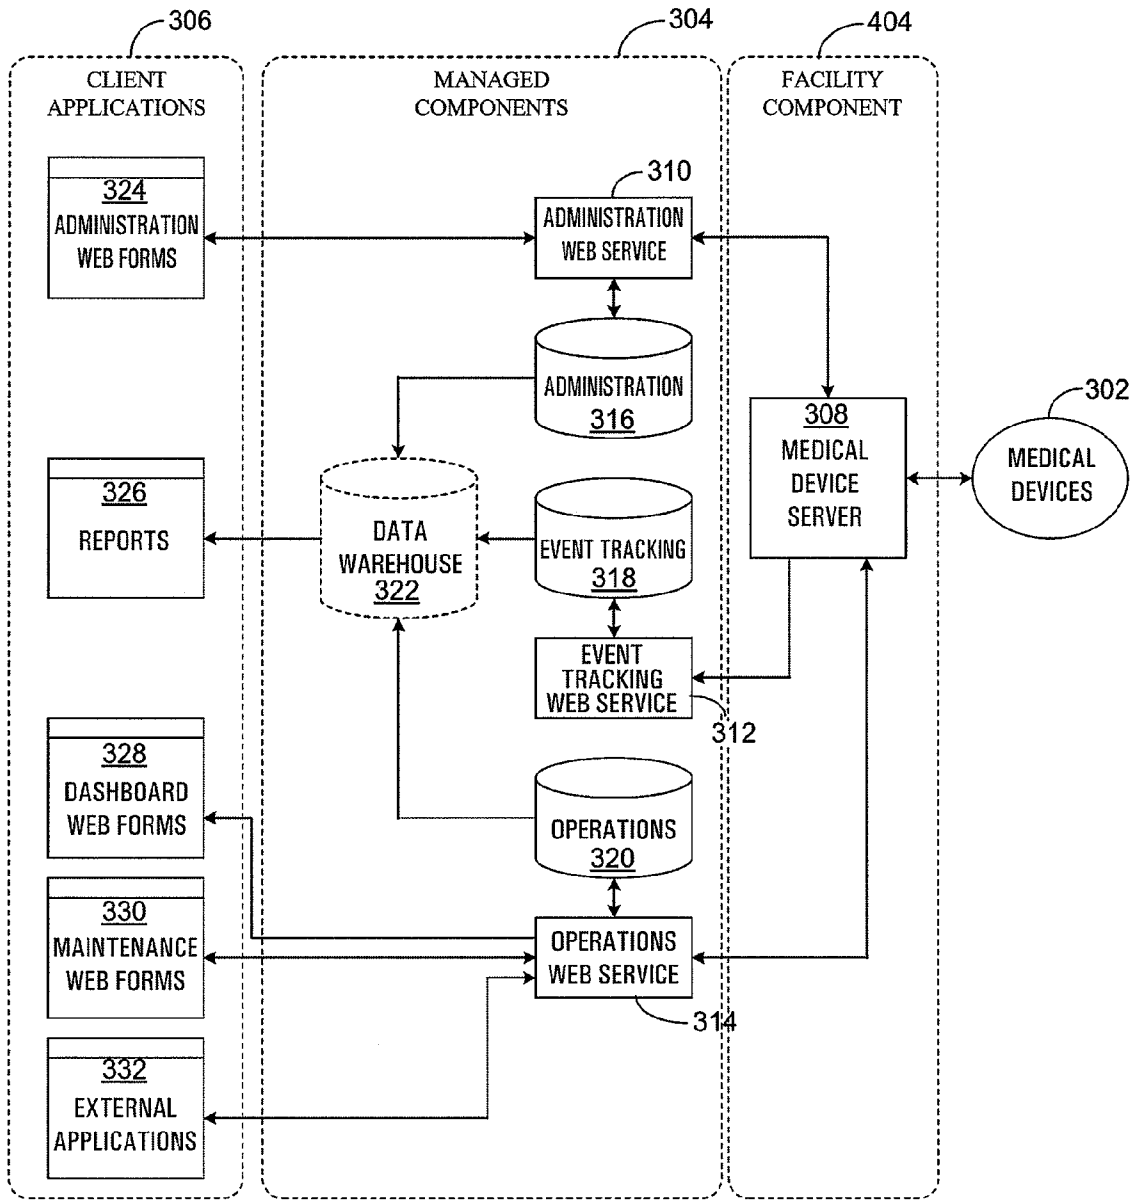 306
304
404
CLIENT
APPLICATIONS
MANAGED
COMPONENTS
FACILITY
COMPONENT
324
ADMINISTRATION
WEB FORMS
310
ADMINISTRATION
WEB SERVICE
ADMINISTRATION
316
308
MEDICAL
DEVICE
SERVER
302
MEDICAL
DEVICES
326
REPORTS
DATA
WAREHOUSE
322
EVENT TRACKING
318
EVENT
TRACKING
WEB SERVICE
312
328
DASHBOARD
WEB FORMS
OPERATIONS
320
330
MAINTENANCE
WEB FORMS
OPERATIONS
WEB SERVICE
314
332
EXTERNAL
APPLICATIONS